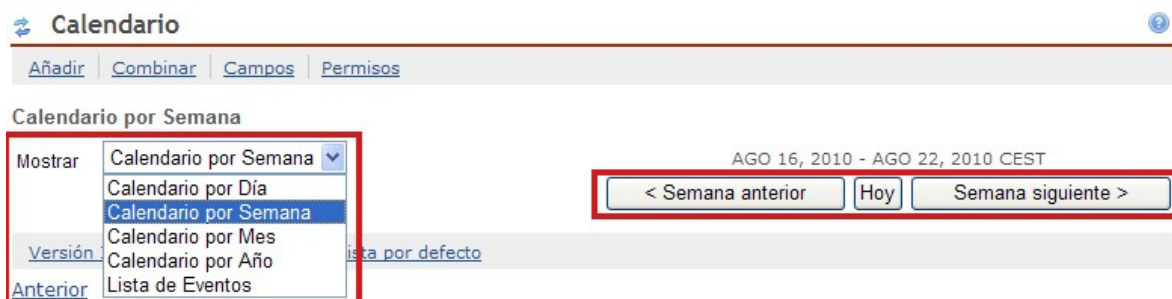 Calendario
Añadir Combinar Campos Permisos
Calendario por Semana
Mostrar Calendario por Semana
AGO 16, 2010 - AGO 22, 2010 CEST
< Semana anterior Hoy Semana siguiente >
Calendario por Día
Calendario por Semana
Calendario por Mes
Calendario por Año
Lista de Eventos
Versión
por defecto
Anterior